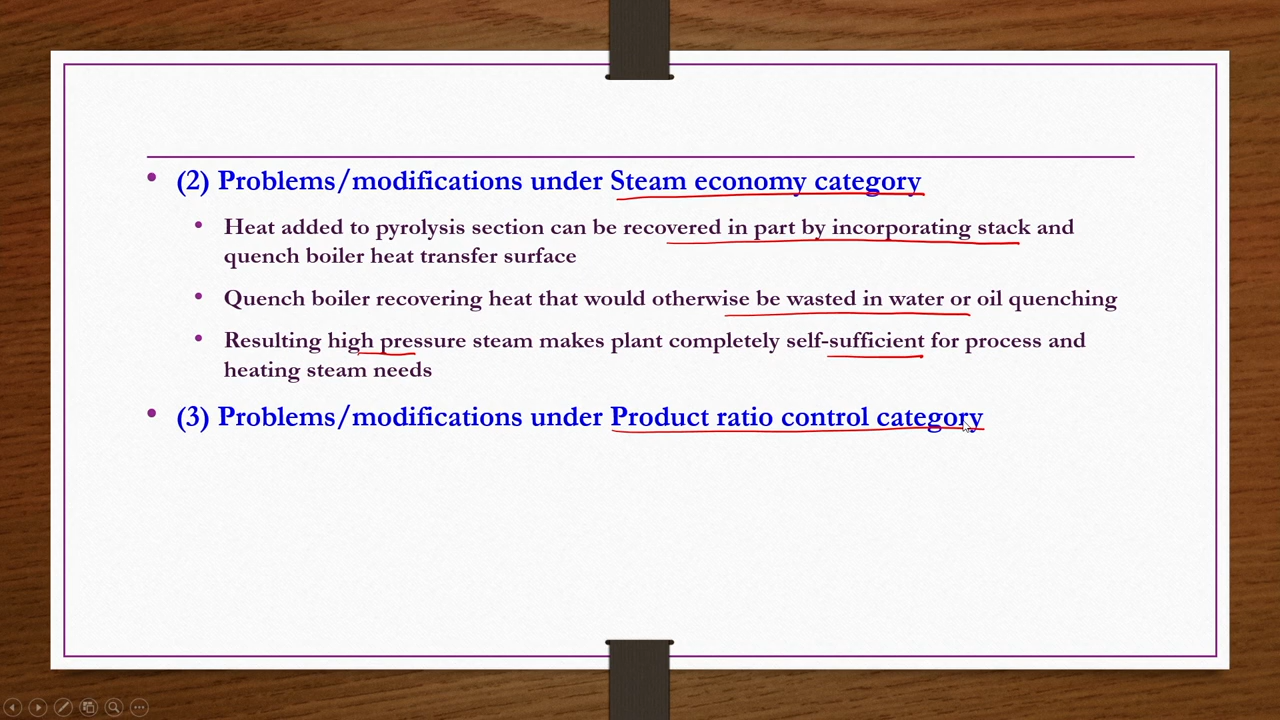 • (2) Problems/modifications under Steam economy category
• Heat added to pyrolysis section can be recovered in part by incorporating stack and
quench boiler heat transfer surface
• Quench boiler recovering heat that would otherwise be wasted in water or oil quenching
• Resulting high pressure steam makes plant completely self-sufficient for process and
heating steam needs
• (3) Problems/modifications under Product ratio control category